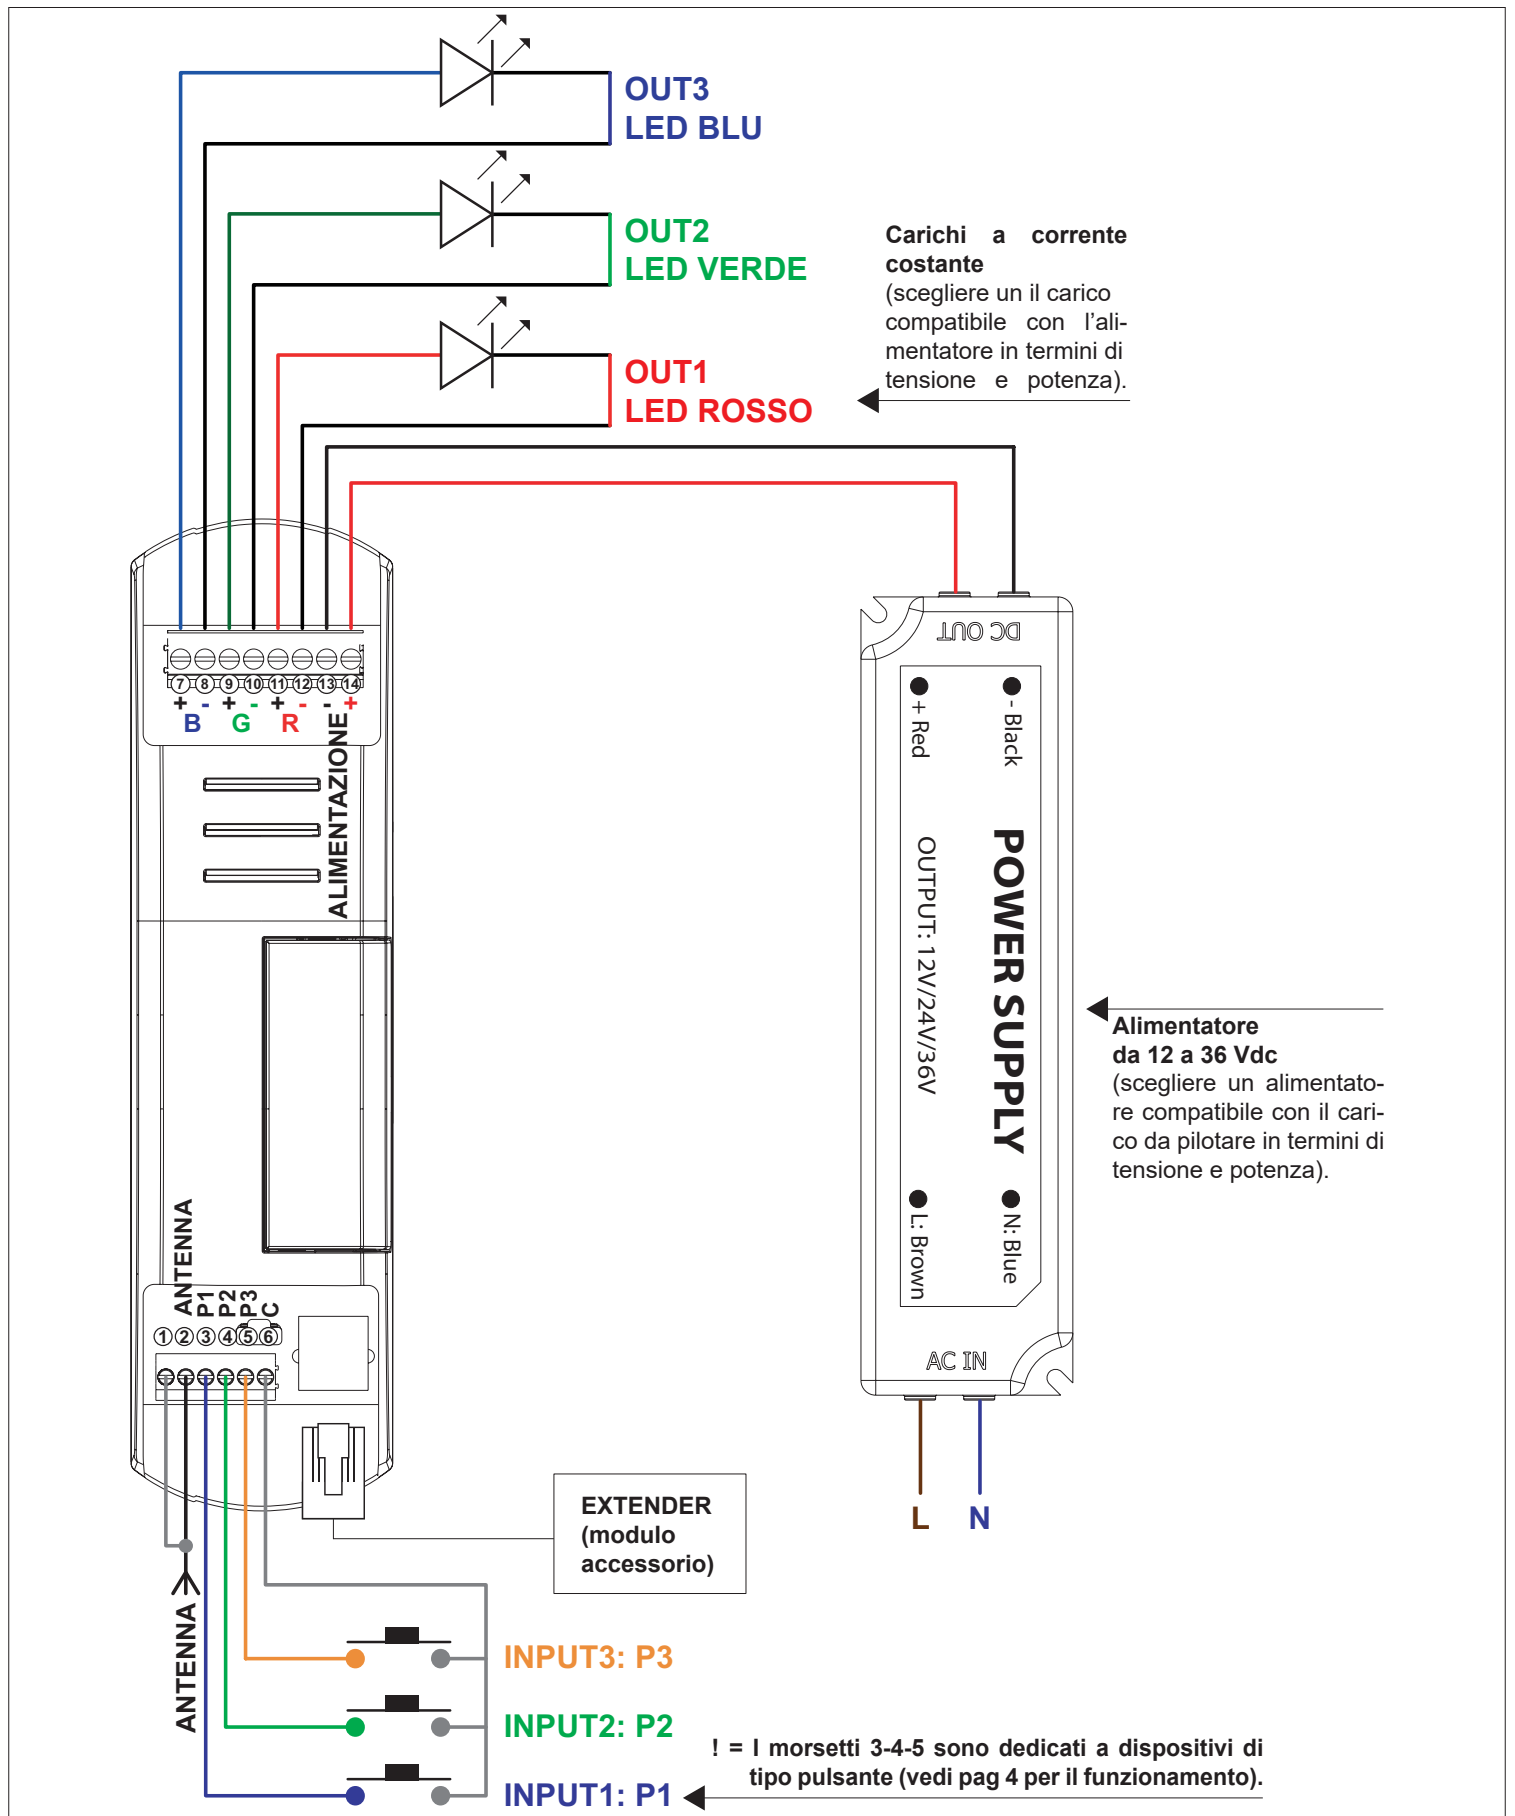 OUT3
LED BLU
OUT2
LED VERDE
OUT1
LED ROSSO
Carichi a corrente
costante
(scegliere un il carico
compatibile con l'ali-
mentatore in termini di
tensione e potenza).
7 8 9 10 11 12 13 14
+ - + - + - - +
B G R
ALIMENTAZIONE
DC OUT
+ Red
- Black
POWER SUPPLY
OUTPUT: 12V/24V/36V
L: Brown
N: Blue
AC IN
L N
Alimentatore
da 12 a 36 Vdc
(scegliere un alimentato-
re compatibile con il cari-
co da pilotare in termini di
tensione e potenza).
ANTENNA
P1
P2
P3
C
1 2 3 4 5 6
EXTENDER
(modulo
accessorio)
ANTENNA
INPUT3: P3
INPUT2: P2
INPUT1: P1
! = I morsetti 3-4-5 sono dedicati a dispositivi di
tipo pulsante (vedi pag 4 per il funzionamento).